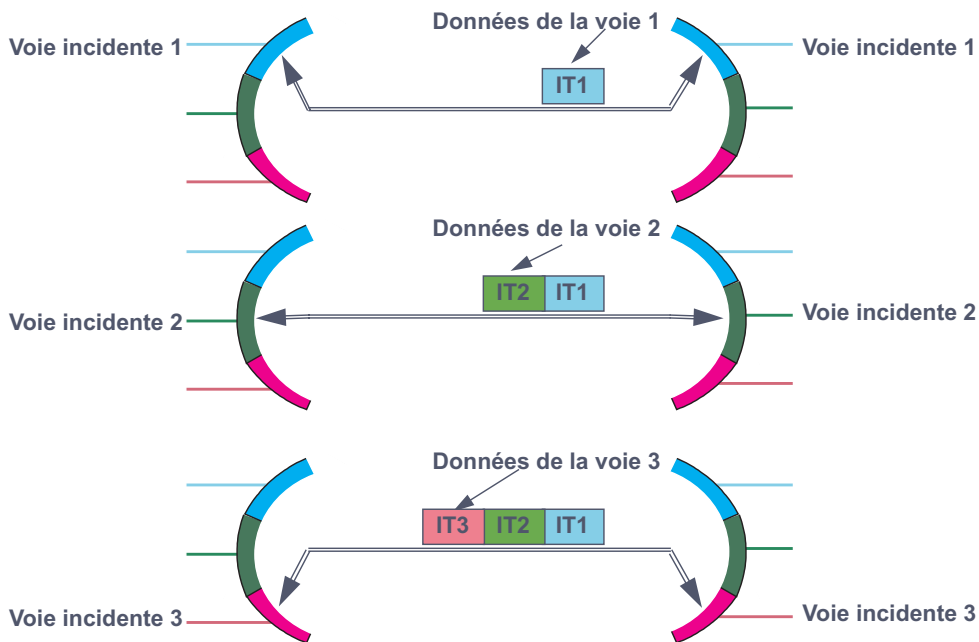 Données de la voie 1
Voie incidente 1
Voie incidente 1
IT1
Données de la voie 2
IT2 IT1
Voie incidente 2
Voie incidente 2
Données de la voie 3
IT3 IT2 IT1
Voie incidente 3
Voie incidente 3